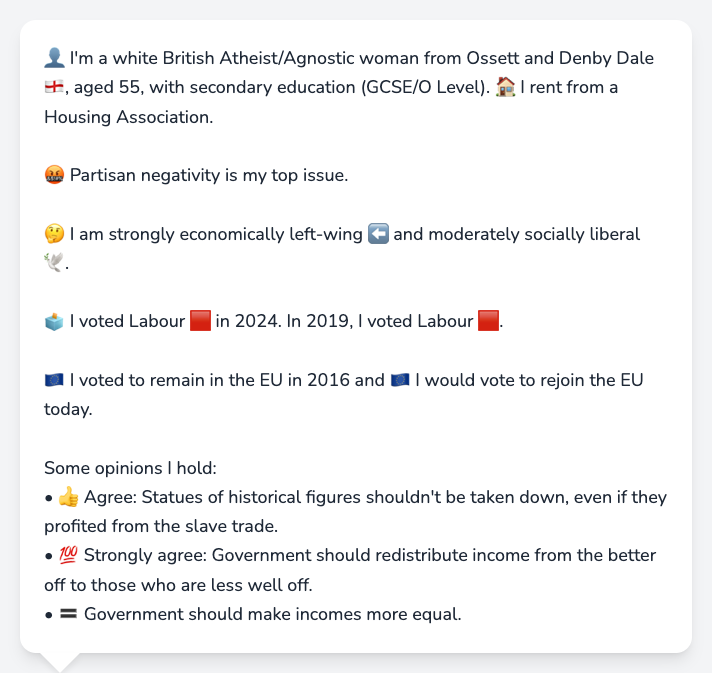 👤 I'm a white British Atheist/Agnostic woman from Ossett and Denby Dale
🏴󠁧󠁢󠁥󠁮󠁧󠁿, aged 55, with secondary education (GCSE/O Level). 🏠 I rent from a
Housing Association.
🤬 Partisan negativity is my top issue.
🤔 I am strongly economically left-wing ⬅️ and moderately socially liberal
🕊️.
🗳️ I voted Labour 🟥 in 2024. In 2019, I voted Labour 🟥.
🇪🇺 I voted to remain in the EU in 2016 and 🇪🇺 I would vote to rejoin the EU
today.
Some opinions I hold:
• 👍 Agree: Statues of historical figures shouldn't be taken down, even if they
profited from the slave trade.
• 💯 Strongly agree: Government should redistribute income from the better
off to those who are less well off.
• 🟰 Government should make incomes more equal.